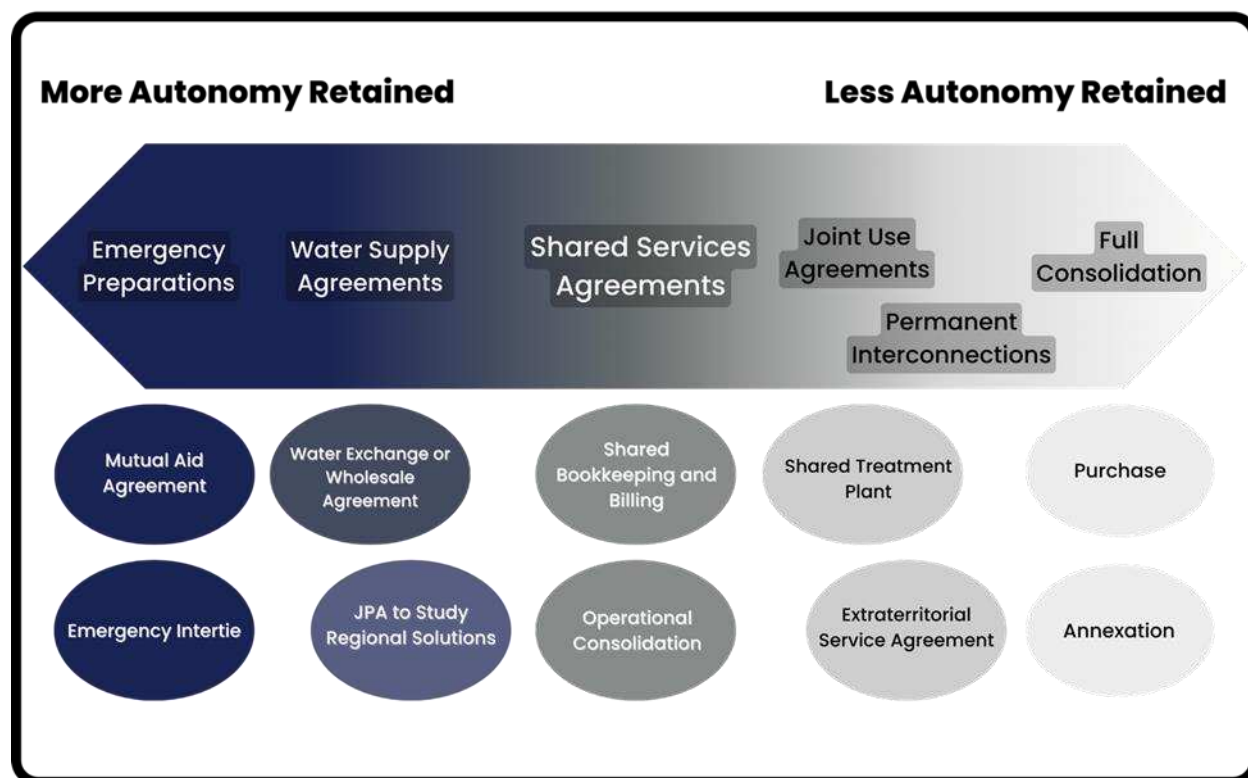 More Autonomy Retained
Less Autonomy Retained
Emergency
Preparations
Water Supply
Agreements
Shared Services
Agreements
Joint Use
Agreements
Permanent
Interconnections
Full
Consolidation
Mutual Aid
Agreement
Water Exchange or
Wholesale
Agreement
Shared
Bookkeeping and
Billing
Shared Treatment
Plant
Purchase
Emergency Intertie
JPA to Study
Regional Solutions
Operational
Consolidation
Extraterritorial
Service Agreement
Annexation